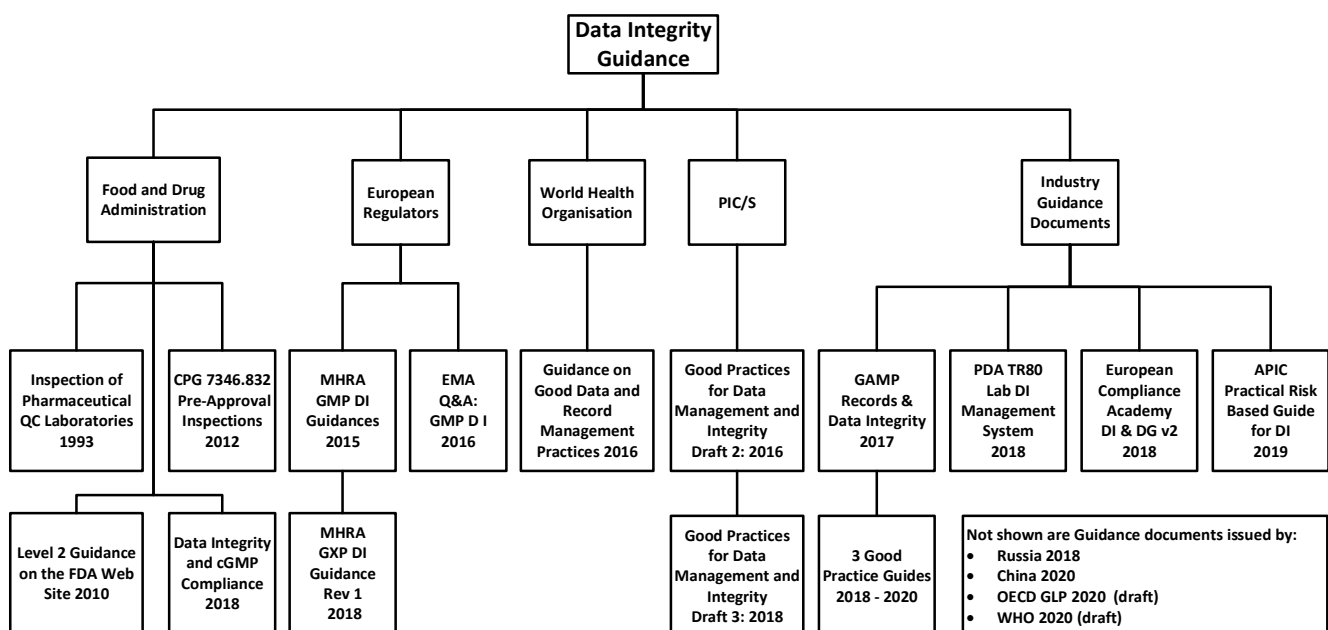 Data Integrity
Guidance
Food and Drug
Administration
European
Regulators
World Health
Organisation
PIC/S
Industry
Guidance
Documents
Inspection of
Pharmaceutical
QC Laboratories
1993
CPG 7346.832
Pre-Approval
Inspections
2012
MHRA
GMP DI
Guidances
2015
EMA
Q&A:
GMP D I
2016
Guidance on
Good Data and
Record
Management
Practices 2016
Good Practices
for Data
Management and
Integrity
Draft 2: 2016
GAMP
Records &
Data Integrity
2017
PDA TR80
Lab DI
Management
System
2018
European
Compliance
Academy
DI & DG v2
2018
APIC
Practical Risk
Based Guide
for DI
2019
Level 2 Guidance
on the FDA Web
Site 2010
Data Integrity
and cGMP
Compliance
2018
MHRA
GXP DI
Guidance
Rev 1
2018
Good Practices
for Data
Management and
Integrity
Draft 3: 2018
3 Good
Practice Guides
2018 - 2020
Not shown are Guidance documents issued by:
• Russia 2018
• China 2020
• OECD GLP 2020 (draft)
• WHO 2020 (draft)